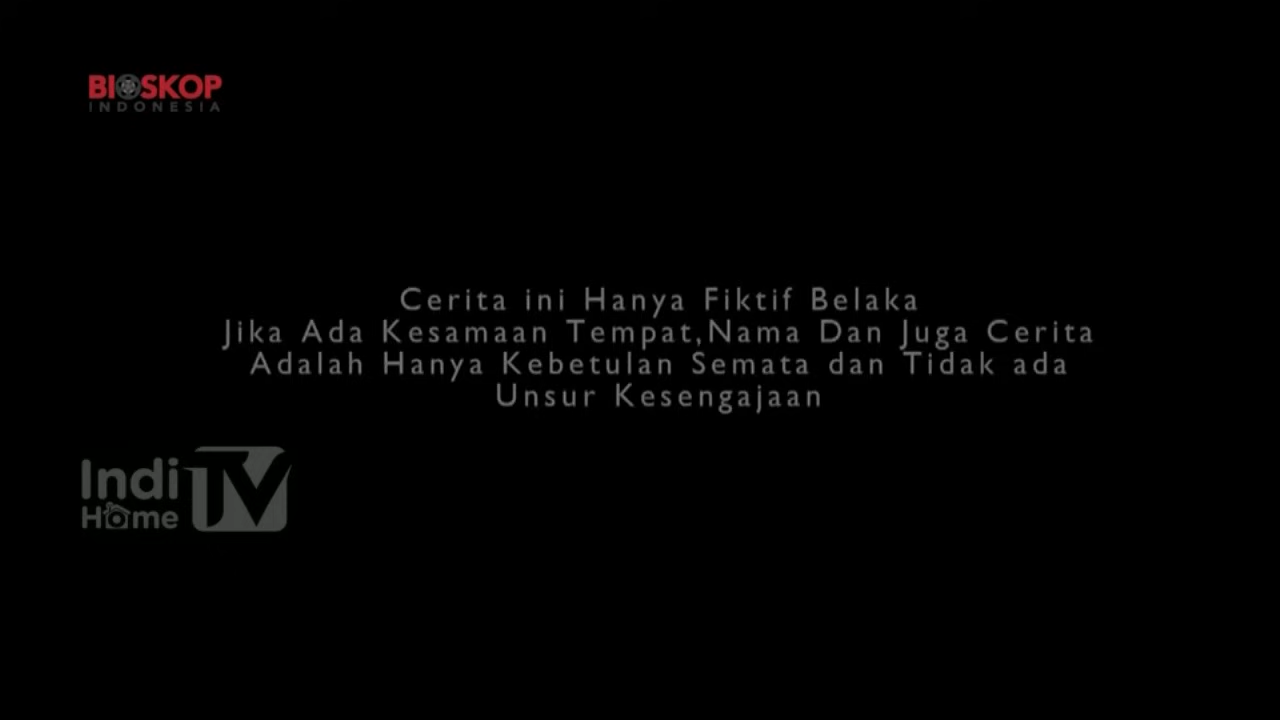 BIOSKOP
INDONESIA
Cerita ini Hanya Fiktif Belaka
Jika Ada Kesamaan Tempat,Nama Dan Juga Cerita
Adalah Hanya Kebetulan Semata dan Tidak ada
Unsur Kesengajaan
Indi
Home
TV